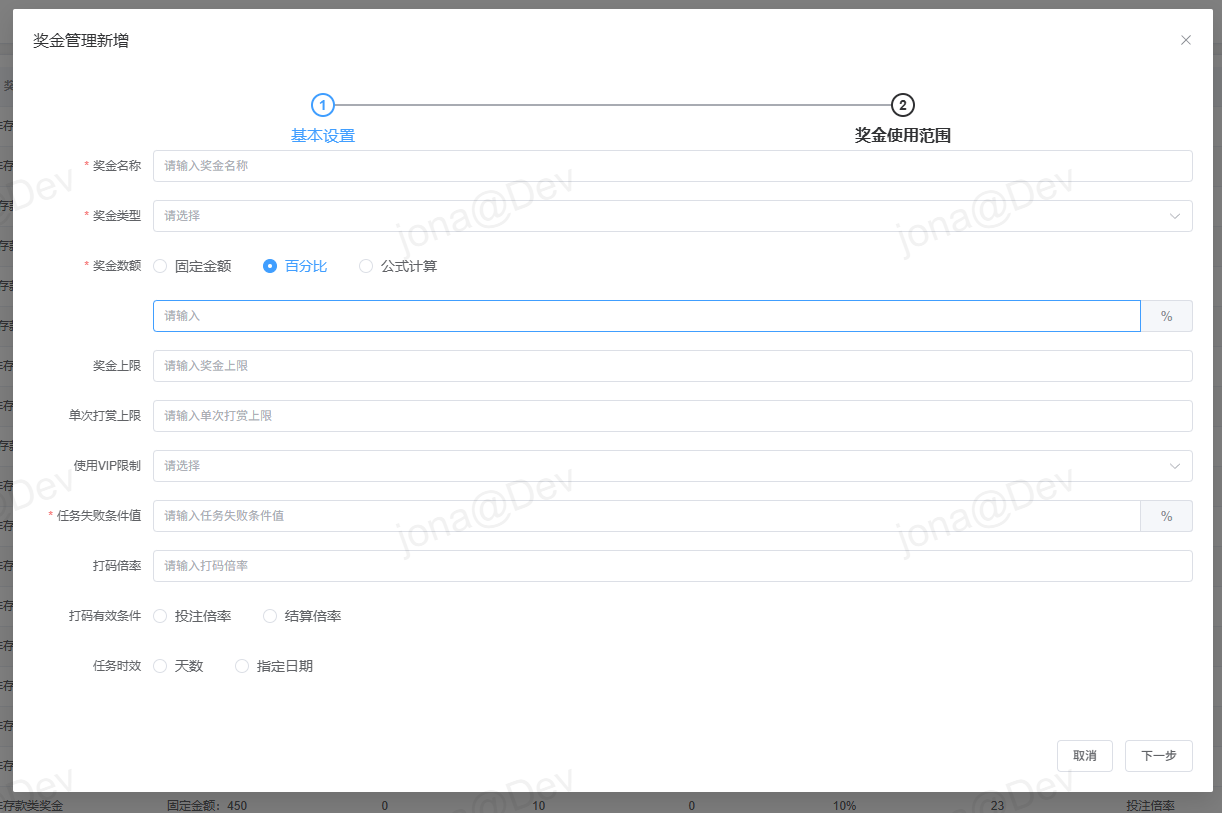 奖金管理新增
1
2
基本设置
奖金使用范围
* 奖金名称 请输入奖金名称
* 奖金类型 请选择
* 奖金数额 固定金额 百分比 公式计算
请输入 %
奖金上限 请输入奖金上限
单次打赏上限 请输入单次打赏上限
使用VIP限制 请选择
* 任务失败条件值 请输入任务失败条件值 %
打码倍率 请输入打码倍率
打码有效条件 投注倍率 结算倍率
任务时效 天数 指定日期
取消 下一步
存款类奖金 固定金额：450 0 10 0 10% 23 投注倍率
jona@Dev
jona@Dev
jona@Dev
jona@Dev
@Dev
@Dev